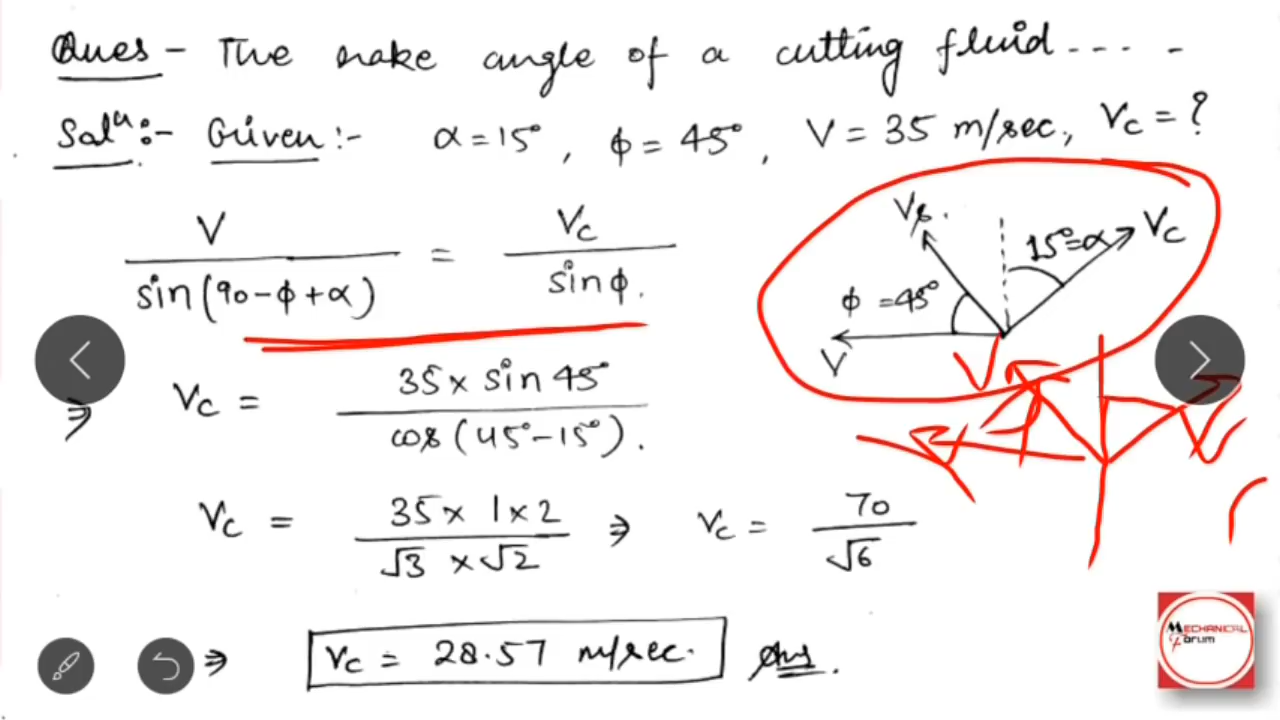 Ques - The rake angle of a cutting fluid .... -
Solⁿ:- Given:- α = 15°, φ = 45°, V = 35 m/sec, Vc = ?
V / sin(90-φ+α) = Vc / sinφ.
Vs.
15°=α
Vc
φ = 45°
V
⇒ Vc = 35 x sin 45° / cos(45°-15°).
Vc = 35 x 1 x 2 / √3 x √2 ⇒ Vc = 70 / √6
⇒ Vc = 28.57 m/sec. Ans.
MECHANICAL
Forum